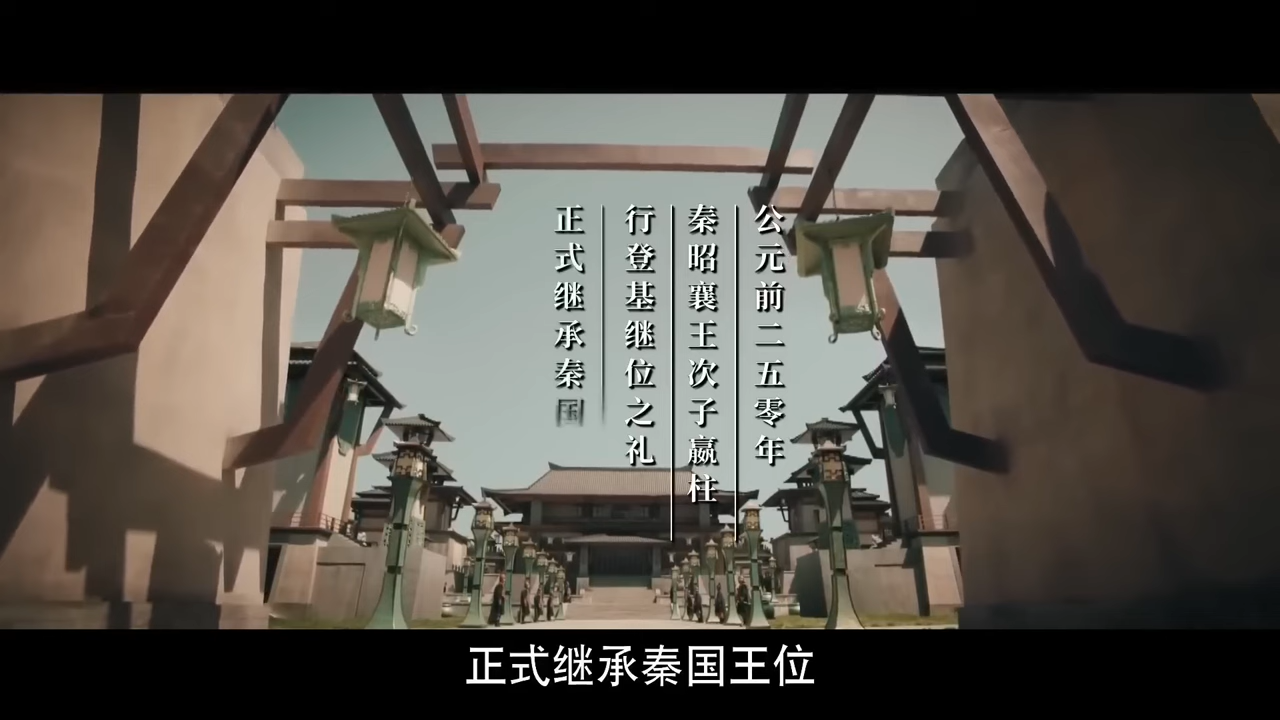 公元前二五零年
秦昭襄王次子嬴柱
行登基继位之礼
正式继承秦国
正式继承秦国王位